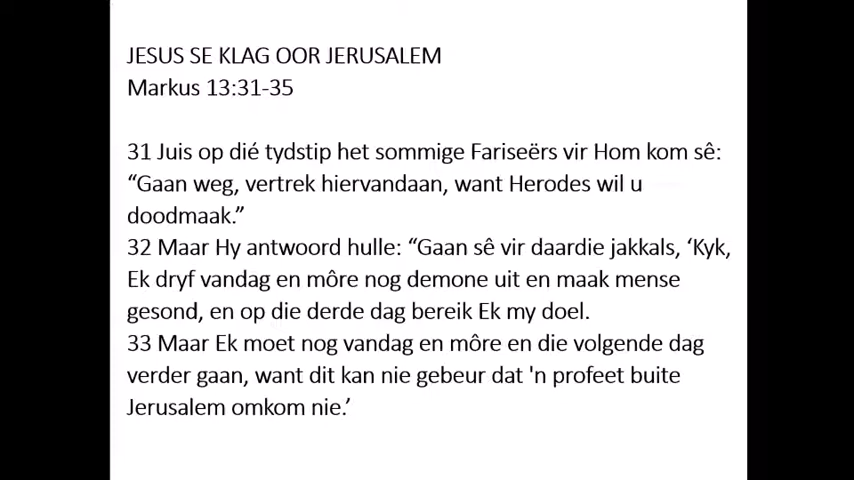 JESUS SE KLAG OOR JERUSALEM
Markus 13:31-35
31 Juis op dié tydstip het sommige Fariseërs vir Hom kom sê:
“Gaan weg, vertrek hiervandaan, want Herodes wil u
doodmaak.”
32 Maar Hy antwoord hulle: “Gaan sê vir daardie jakkals, ‘Kyk,
Ek dryf vandag en môre nog demone uit en maak mense
gesond, en op die derde dag bereik Ek my doel.
33 Maar Ek moet nog vandag en môre en die volgende dag
verder gaan, want dit kan nie gebeur dat 'n profeet buite
Jerusalem omkom nie.’